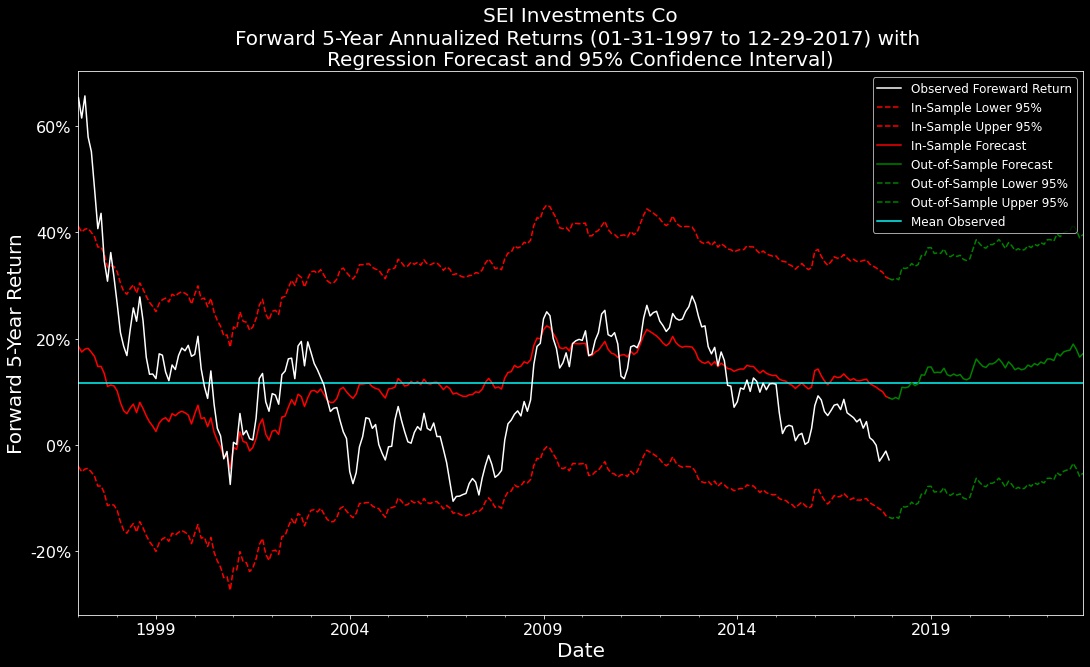 SEI Investments Co
Forward 5-Year Annualized Returns (01-31-1997 to 12-29-2017) with
Regression Forecast and 95% Confidence Interval)
Observed Foreward Return
In-Sample Lower 95%
In-Sample Upper 95%
In-Sample Forecast
Out-of-Sample Forecast
Out-of-Sample Lower 95%
Out-of-Sample Upper 95%
Mean Observed
Forward 5-Year Return
60%
40%
20%
0%
-20%
1999
2004
2009
2014
2019
Date